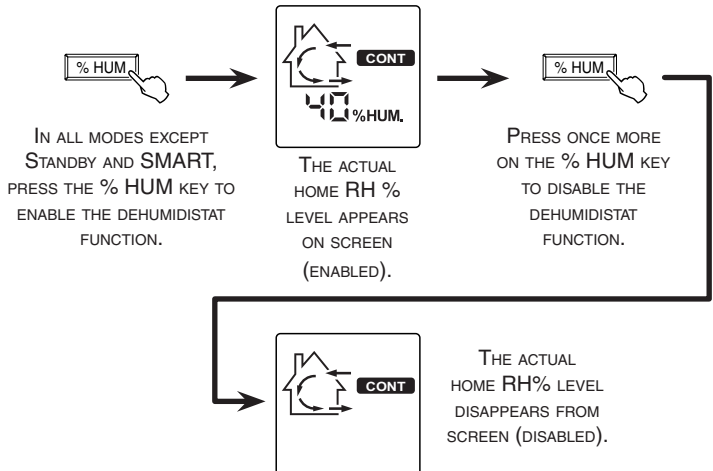 % HUM
IN ALL MODES EXCEPT
STANDBY AND SMART,
PRESS THE % HUM KEY TO
ENABLE THE DEHUMIDISTAT
FUNCTION.
CONT
40 %HUM.
THE ACTUAL
HOME RH %
LEVEL APPEARS
ON SCREEN
(ENABLED).
% HUM
PRESS ONCE MORE
ON THE % HUM KEY
TO DISABLE THE
DEHUMIDISTAT
FUNCTION.
CONT
THE ACTUAL
HOME RH% LEVEL
DISAPPEARS FROM
SCREEN (DISABLED).